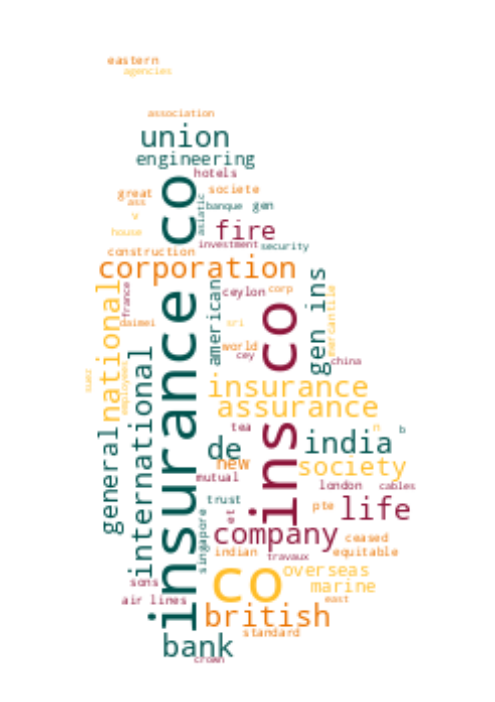 eastern
agencies
association
union
engineering
hotels
great
societe
ass
banque
gen
asiatic
v
fire
house
investment
security
construction
insurance co
corporation
national
france
american
ceylon
corp
gen ins
mercantile
daimei
sri
ins co
world
cey
china
international
employees
suez
insurance
assurance
general
tea
n
b
de
india
new
society
mutual
london
cables
trust
singapore
et
pte
life
company
ceased
indian
travaux
equitable
co
overseas
sons
marine
air lines
east
british
standard
bank
crown